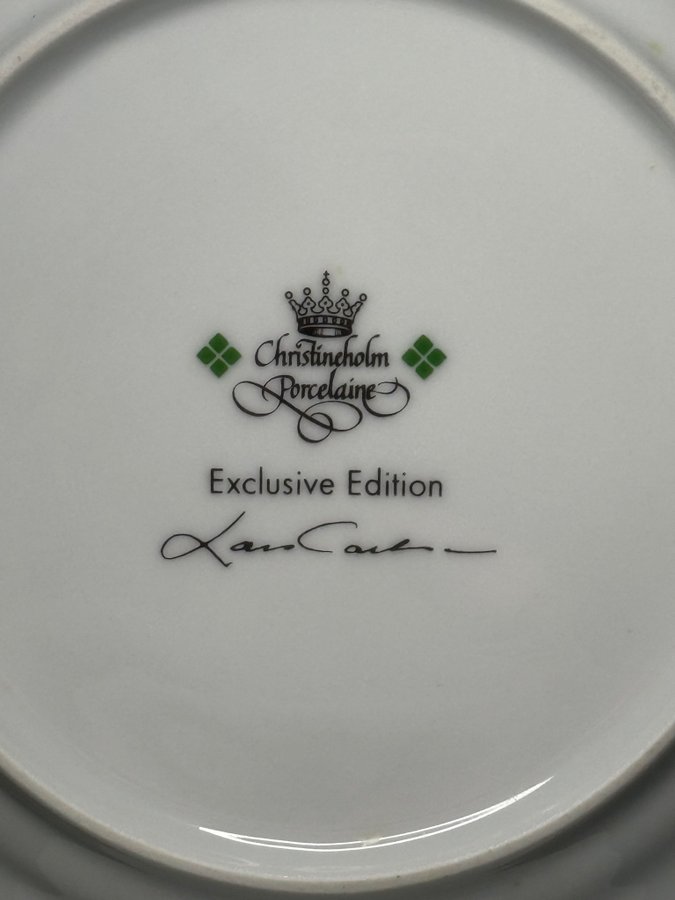 Christineholm
Porcelaine
Exclusive Edition